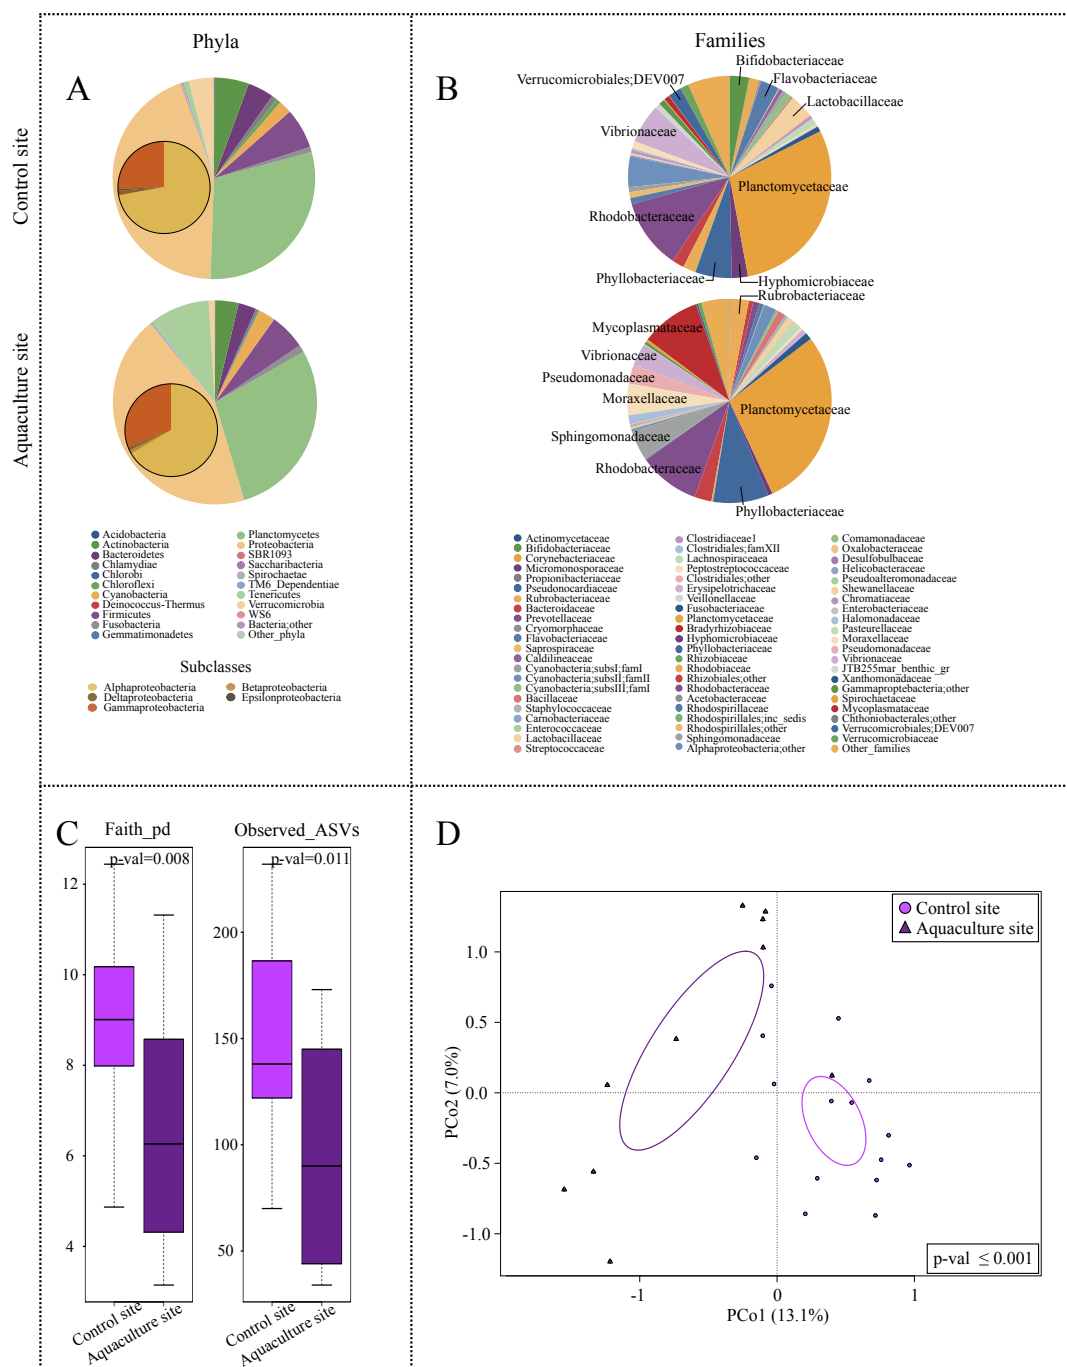 Phyla
Families
A
B
Control site
Aquaculture site
Bifidobacteriaceae
Verrucomicrobiales;DEV007
Flavobacteriaceae
Lactobacillaceae
Vibrionaceae
Planctomycetaceae
Rhodobacteraceae
Phyllobacteriaceae
Hyphomicrobiaceae
Rubrobacteriaceae
Mycoplasmataceae
Vibrionaceae
Pseudomonadaceae
Moraxellaceae
Planctomycetaceae
Sphingomonadaceae
Rhodobacteraceae
Phyllobacteriaceae
Acidobacteria
Actinobacteria
Bacteroidetes
Chlamydiae
Chlorobi
Chloroflexi
Cyanobacteria
Deinococcus-Thermus
Firmicutes
Fusobacteria
Gemmatimonadetes
Planctomycetes
Proteobacteria
SBR1093
Saccharibacteria
Spirochaetae
TM6_Dependentiae
Tenericutes
Verrucomicrobia
WS6
Bacteria;other
Other_phyla
Subclasses
Alphaproteobacteria
Deltaproteobacteria
Gammaproteobacteria
Betaproteobacteria
Epsilonproteobacteria
Actinomycetaceae
Bifidobacteriaceae
Corynebacteriaceae
Micromonosporaceae
Propionibacteriaceae
Pseudonocardiaceae
Rubrobacteriaceae
Bacteroidaceae
Prevotellaceae
Cryomorphaceae
Flavobacteriaceae
Saprospiraceae
Caldilineaceae
Cyanobacteria;subsI;famI
Cyanobacteria;subsII;famII
Cyanobacteria;subsIII;famI
Bacillaceae
Staphylococcaceae
Carnobacteriaceae
Enterococcaceae
Lactobacillaceae
Streptococcaceae
Clostridiaceae1
Clostridiales;famXII
Lachnospiraceaea
Peptostreptococcaceae
Clostridiales;other
Erysipelotrichaceae
Veillonellaceae
Fusobacteriaceae
Planctomycetaceae
Bradyrhizobiaceae
Hyphomicrobiaceae
Phyllobacteriaceae
Rhizobiaceae
Rhodobiaceae
Rhizobiales;other
Rhodobacteraceae
Acetobacteraceae
Rhodospirillaceae
Rhodospirillales;inc_sedis
Rhodospirillales;other
Sphingomonadaceae
Alphaproteobacteria;other
Comamonadaceae
Oxalobacteraceae
Desulfobulbaceae
Helicobacteraceae
Pseudoalteromonadaceae
Shewanellaceae
Chromatiaceae
Enterobacteriaceae
Halomonadaceae
Pasteurellaceae
Moraxellaceae
Pseudomonadaceae
Vibrionaceae
JTB255mar_benthic_gr
Xanthomonadaceae
Gammaproptebacteria;other
Spirochaetaceae
Mycoplasmataceae
Chthoniobacterales;other
Verrucomicrobiales;DEV007
Verrucomicrobiaceae
Other_families
C
Faith_pd
p-val=0.008
12
10
8
6
4
Control site
Aquaculture site
Observed_ASVs
p-val=0.011
200
150
100
50
Control site
Aquaculture site
D
Control site
Aquaculture site
1.0
0.5
0.0
-0.5
-1.0
PCo2 (7.0%)
p-val ≤ 0.001
-1
0
1
PCo1 (13.1%)